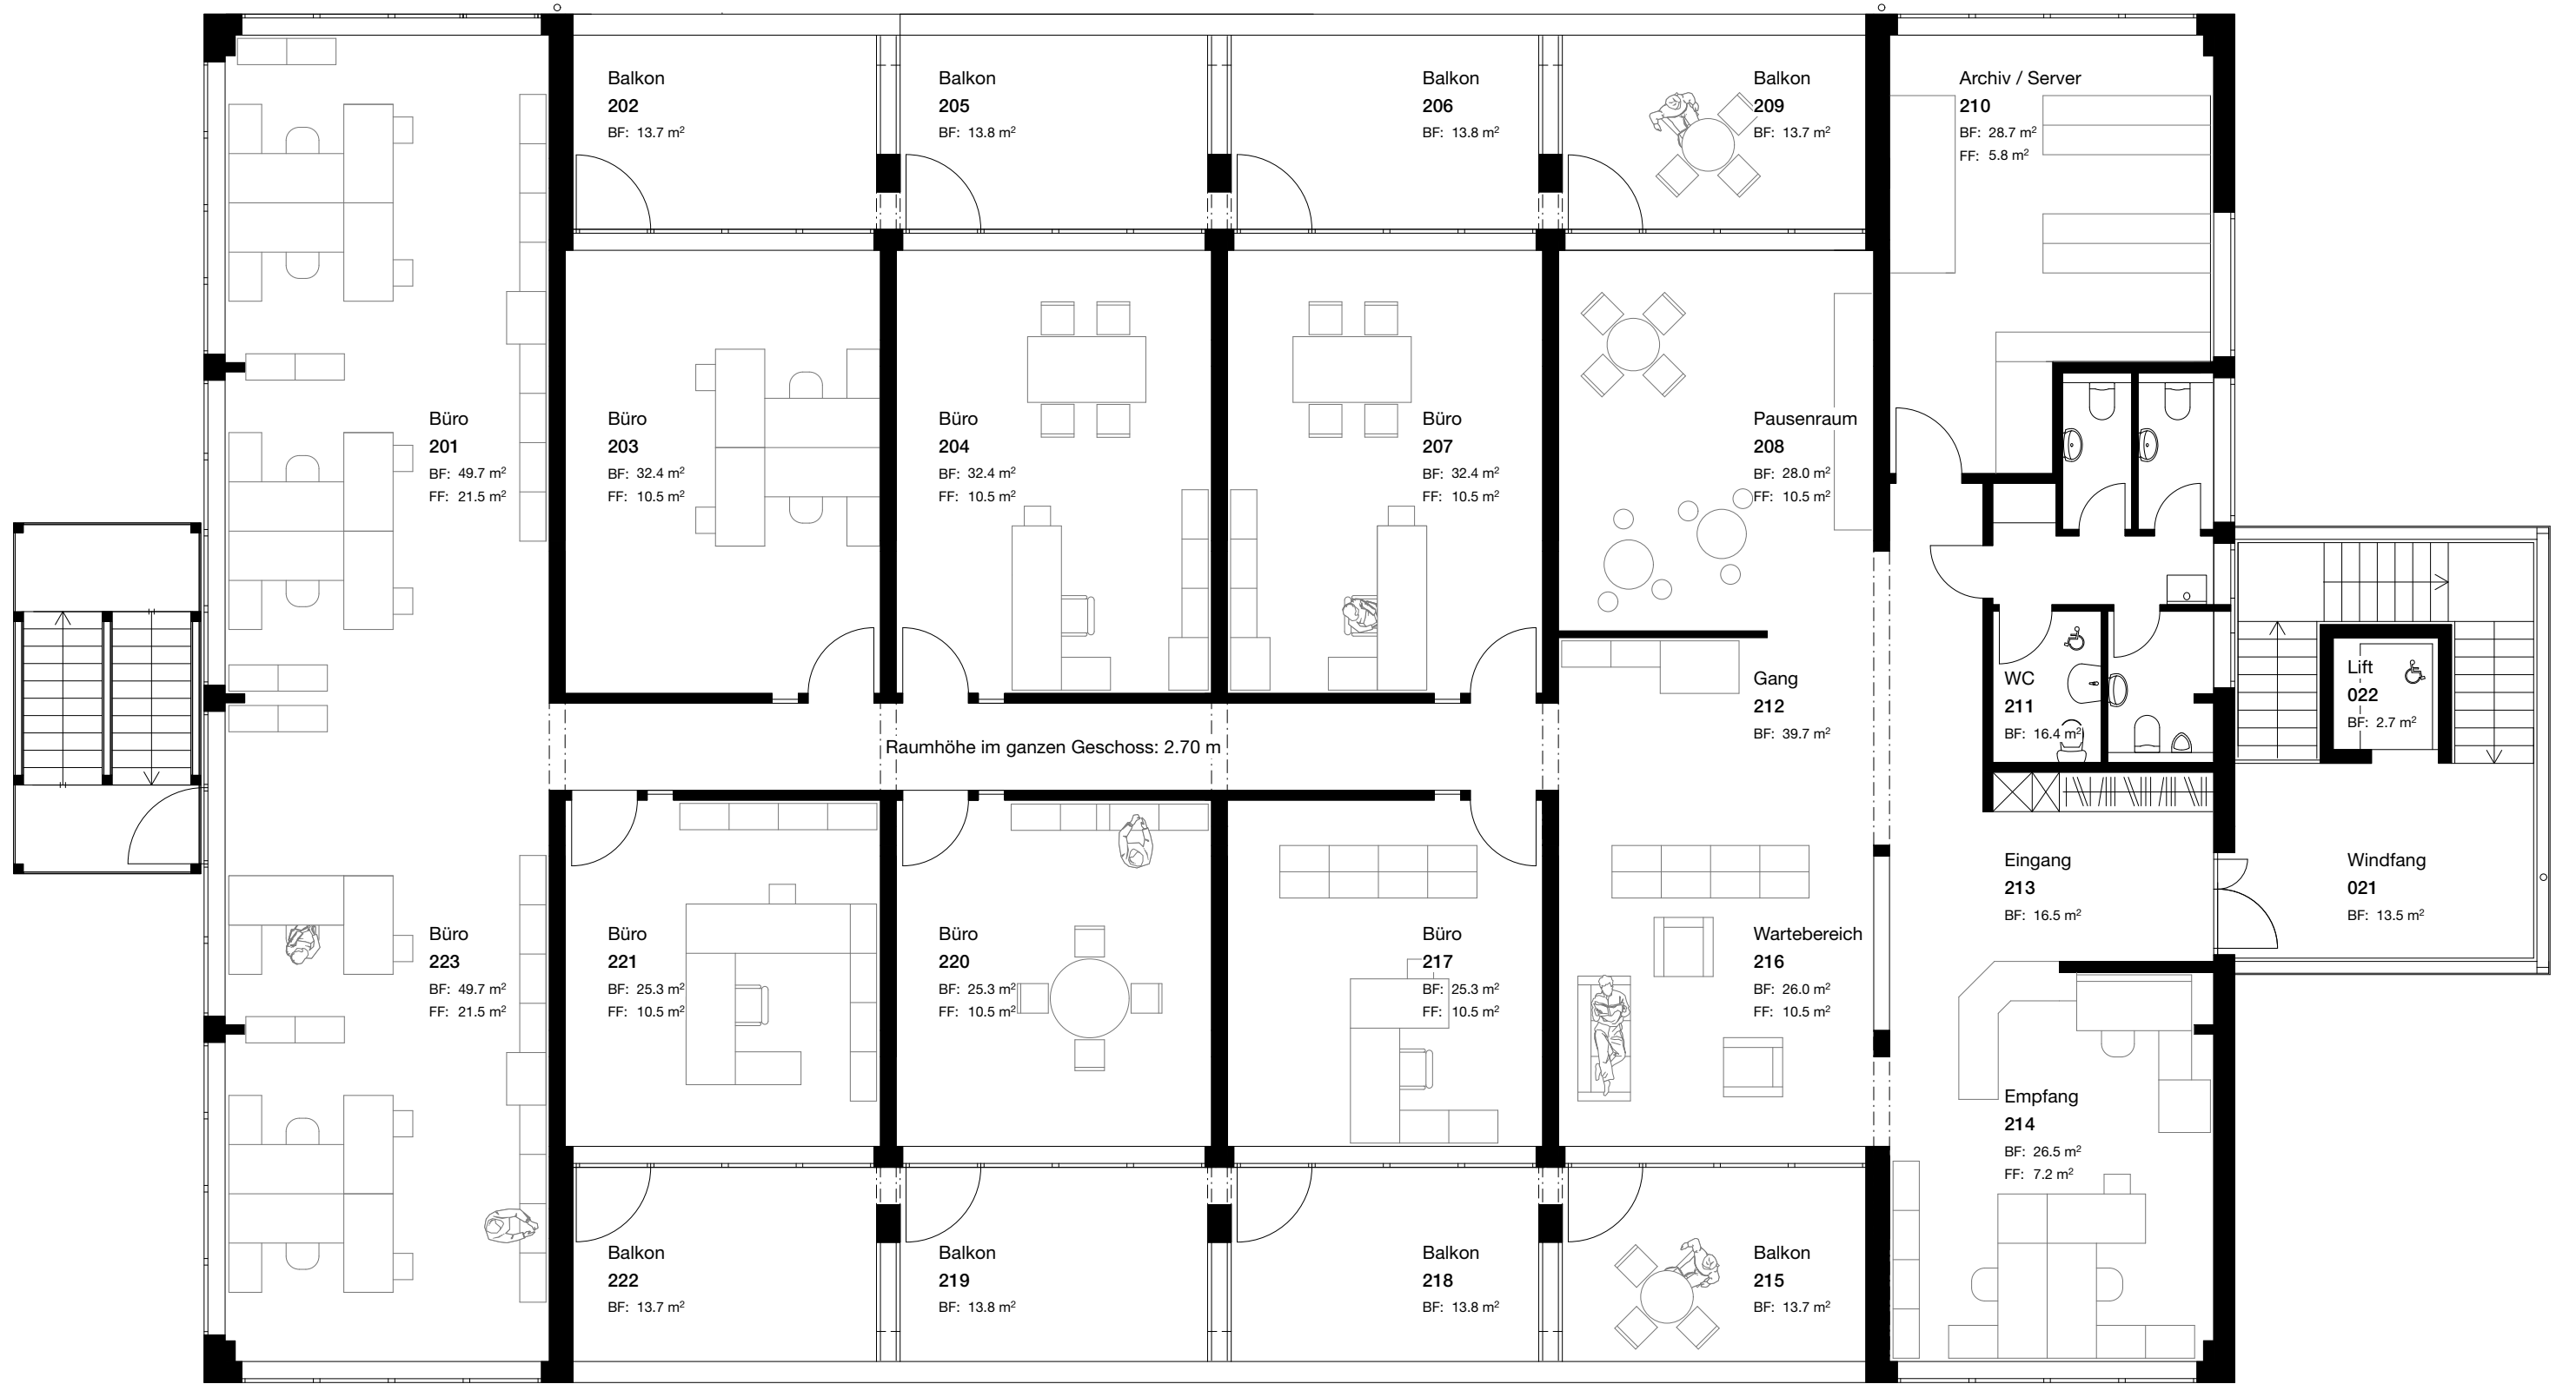 Balkon
202
BF: 13.7 m²
Balkon
205
BF: 13.8 m²
Balkon
206
BF: 13.8 m²
Balkon
209
BF: 13.7 m²
Archiv / Server
210
BF: 28.7 m²
FF: 5.8 m²
Büro
201
BF: 49.7 m²
FF: 21.5 m²
Büro
203
BF: 32.4 m²
FF: 10.5 m²
Büro
204
BF: 32.4 m²
FF: 10.5 m²
Büro
207
BF: 32.4 m²
FF: 10.5 m²
Pausenraum
208
BF: 28.0 m²
FF: 10.5 m²
Gang
212
BF: 39.7 m²
WC
211
BF: 16.4 m²
Lift
022
BF: 2.7 m²
Raumhöhe im ganzen Geschoss: 2.70 m
Eingang
213
BF: 16.5 m²
Windfang
021
BF: 13.5 m²
Büro
223
BF: 49.7 m²
FF: 21.5 m²
Büro
221
BF: 25.3 m²
FF: 10.5 m²
Büro
220
BF: 25.3 m²
FF: 10.5 m²
Büro
217
BF: 25.3 m²
FF: 10.5 m²
Wartebereich
216
BF: 26.0 m²
FF: 10.5 m²
Empfang
214
BF: 26.5 m²
FF: 7.2 m²
Balkon
222
BF: 13.7 m²
Balkon
219
BF: 13.8 m²
Balkon
218
BF: 13.8 m²
Balkon
215
BF: 13.7 m²